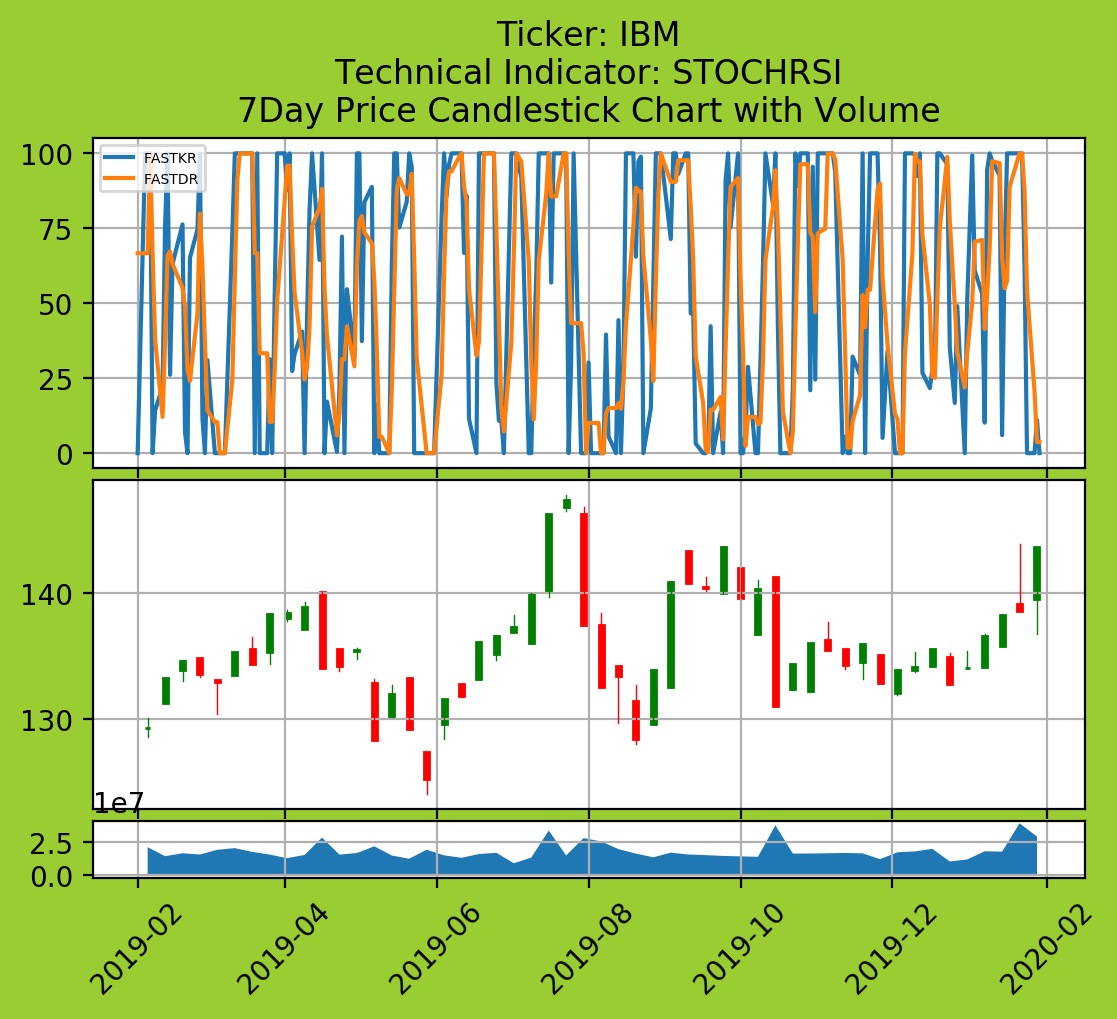 Ticker: IBM
Technical Indicator: STOCHRSI
7Day Price Candlestick Chart with Volume
100
75
50
25
0
FASTKR
FASTDR
140
130
1e7
2.5
0.0
2019-02
2019-04
2019-06
2019-08
2019-10
2019-12
2020-02